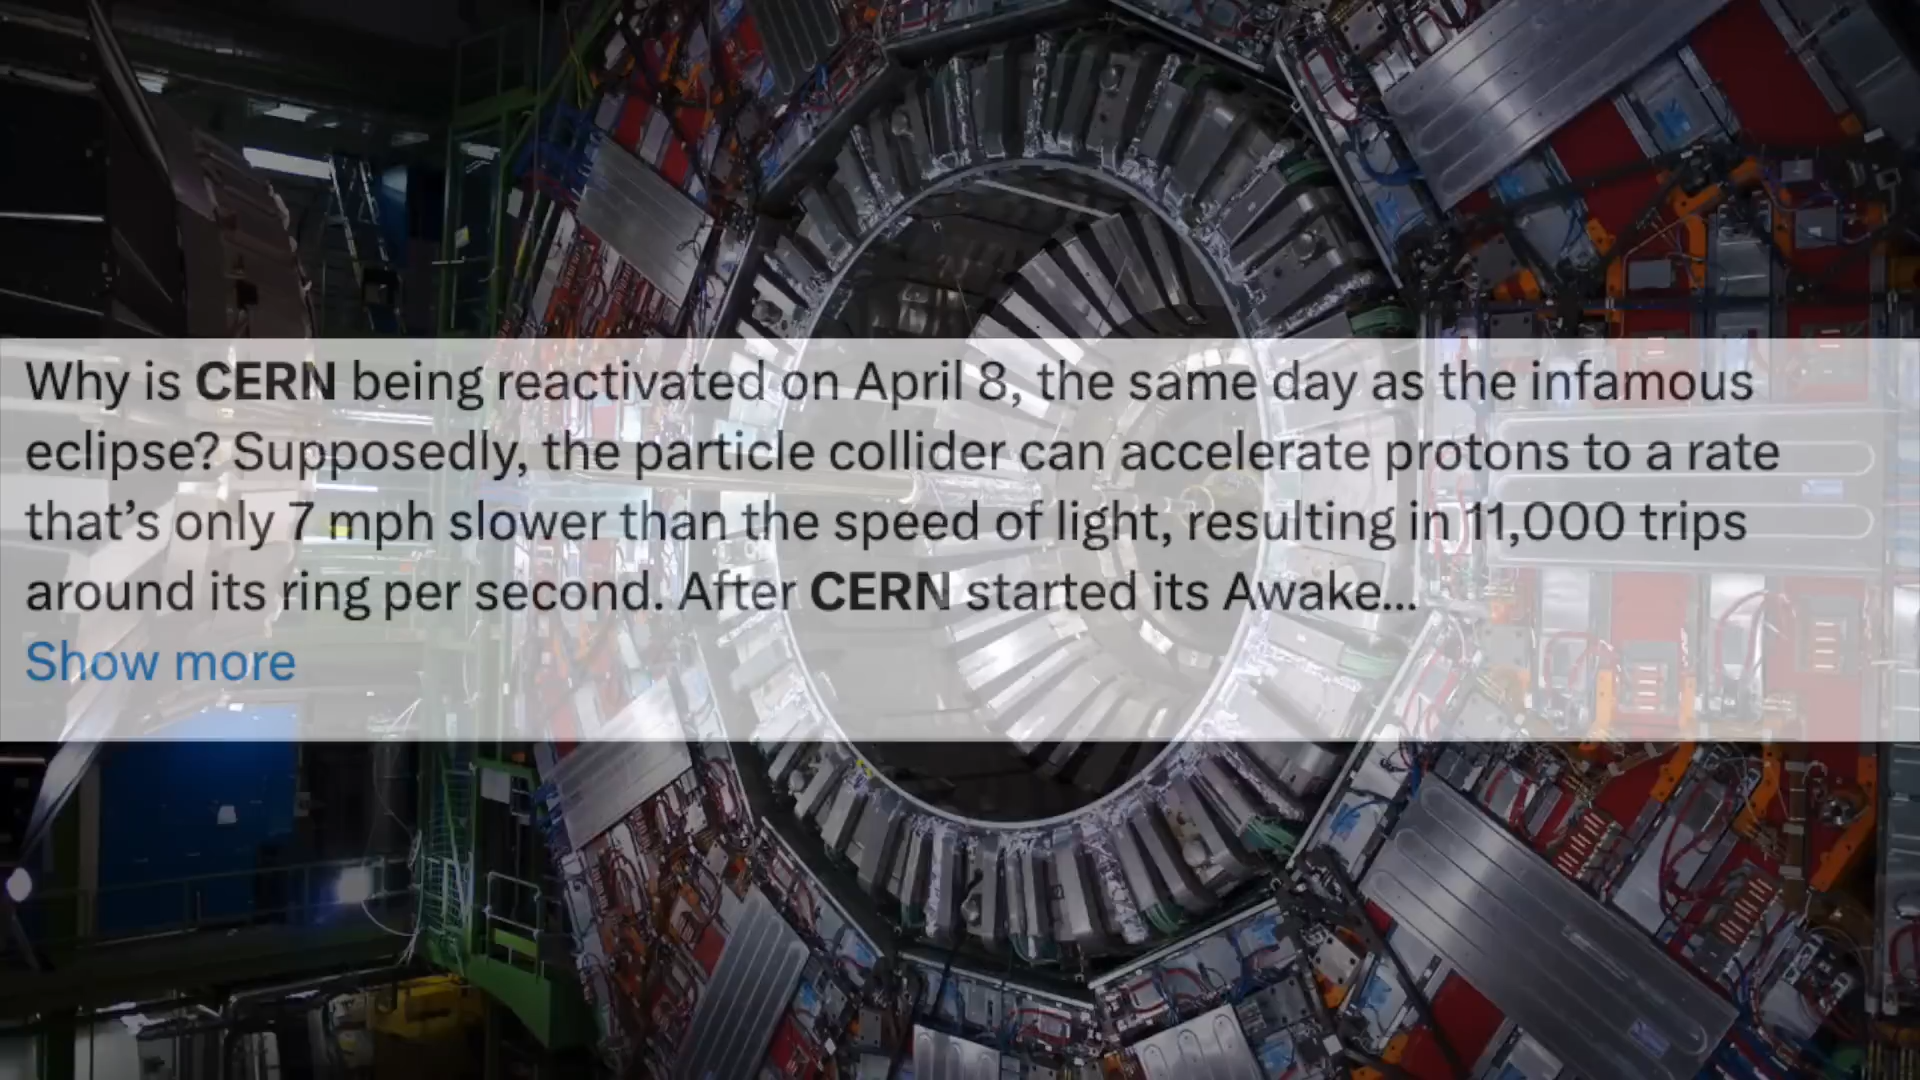 Why is CERN being reactivated on April 8, the same day as the infamous
eclipse? Supposedly, the particle collider can accelerate protons to a rate
that’s only 7 mph slower than the speed of light, resulting in 11,000 trips
around its ring per second. After CERN started its Awake...
Show more